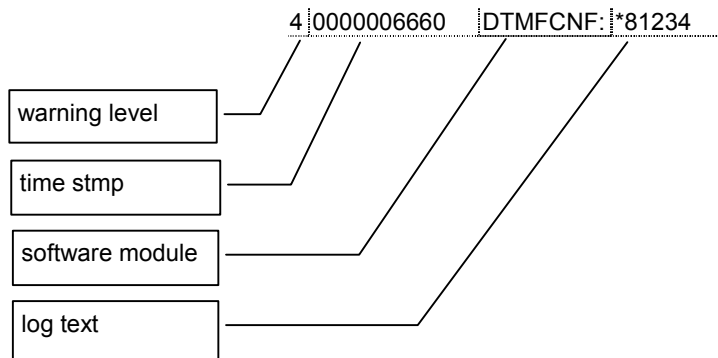 4 0000006660 DTMFCNF: *81234
warning level
time stmp
software module
log text